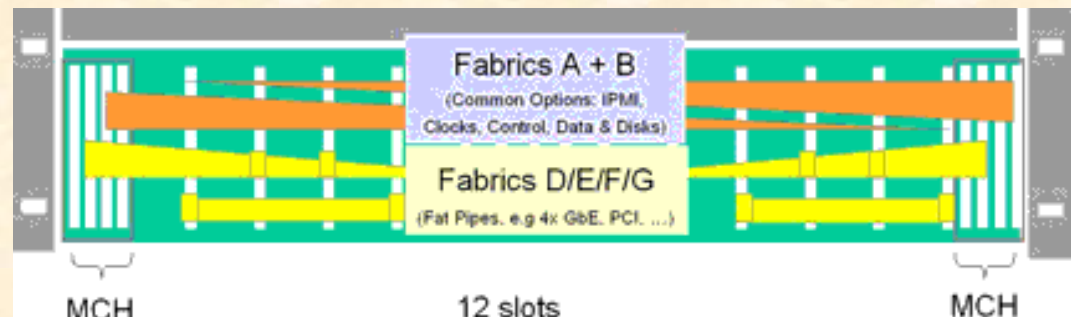 Fabrics A + B
(Common Options: IPMI,
Clocks, Control, Data & Disks)
Fabrics D/E/F/G
(Fat Pipes, e.g 4x GbE, PCI, ...)
MCH
12 slots
MCH